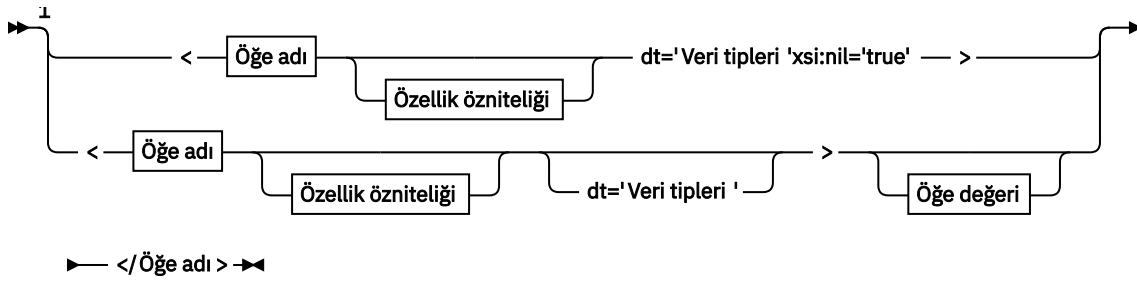 1
< Öğe adı dt=' Veri tipleri 'xsi:nil='true' >
Özellik özniteliği
< Öğe adı >
Özellik özniteliği dt=' Veri tipleri ' Öğe değeri
</ Öğe adı >